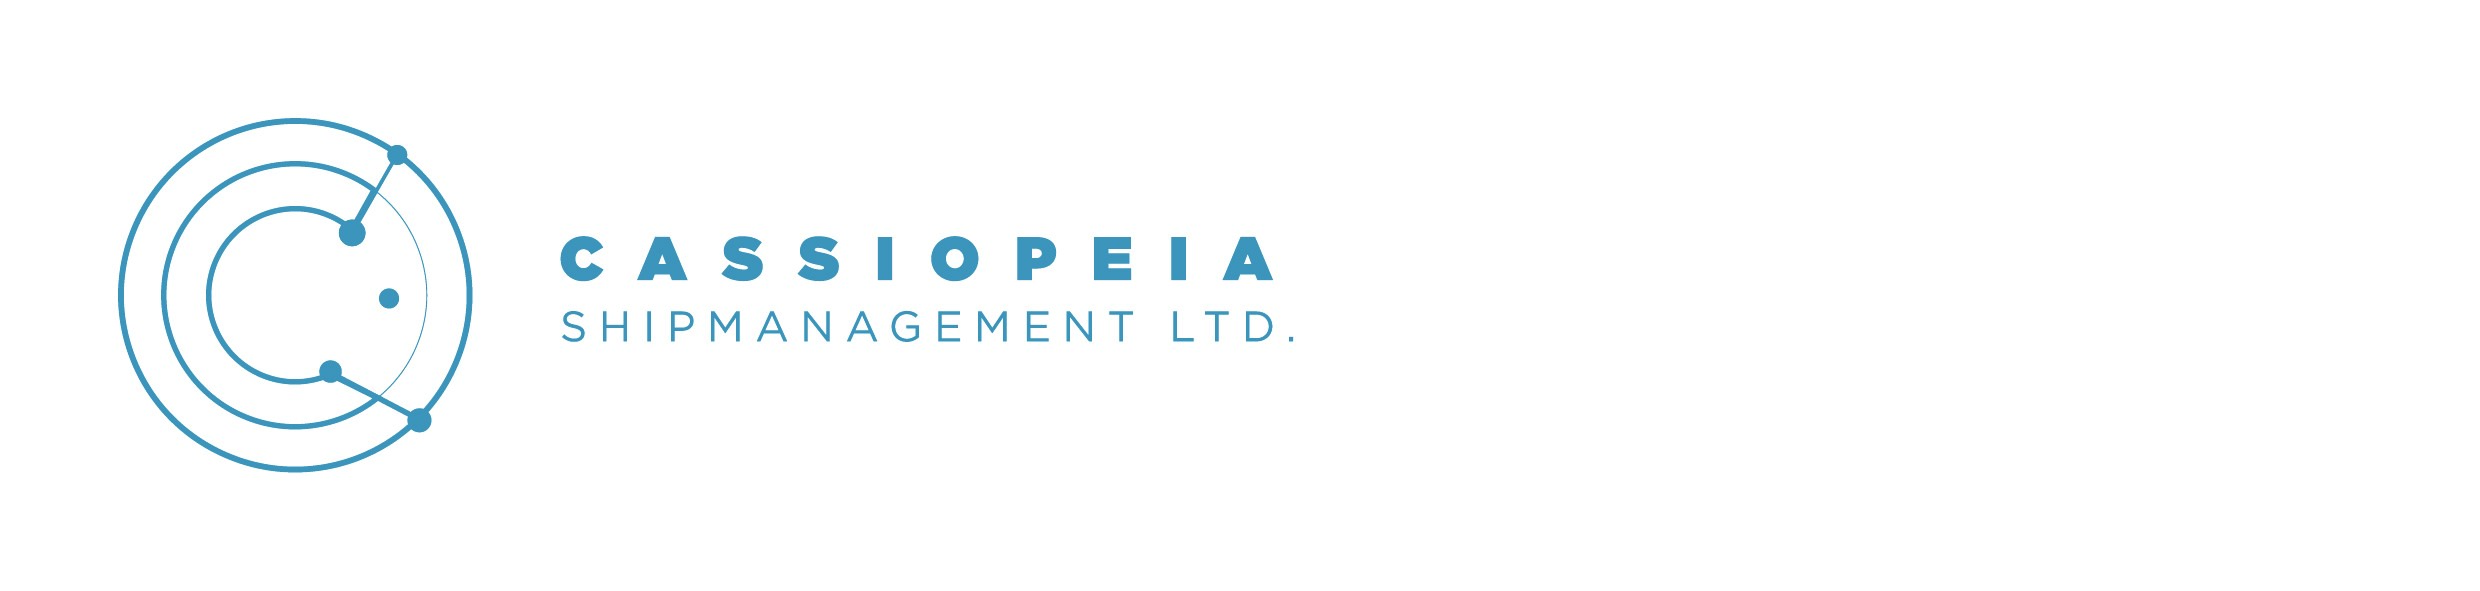 CASSIOPEIA
SHIPMANAGEMENT LTD.